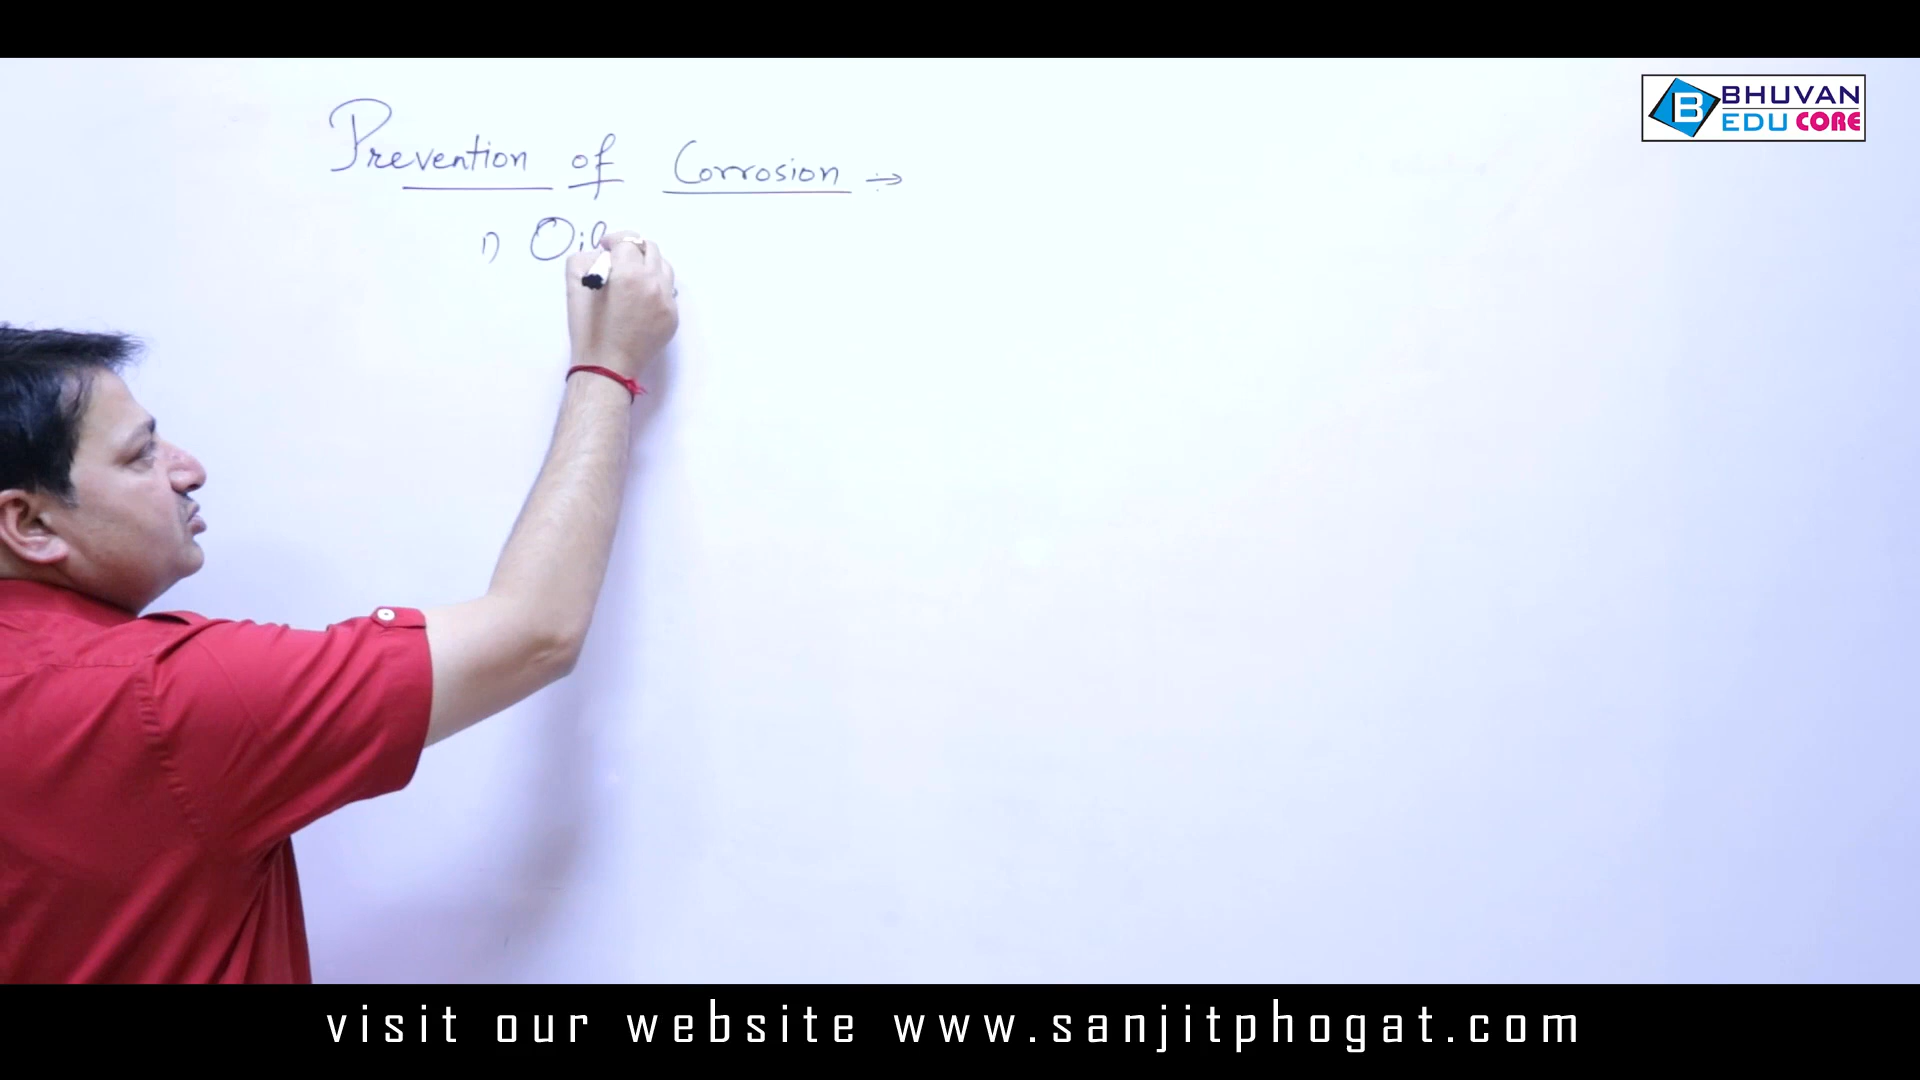 BHUVAN
EDU CORE
Prevention of Corrosion →
1) Oil
visit our website www.sanjitphogat.com